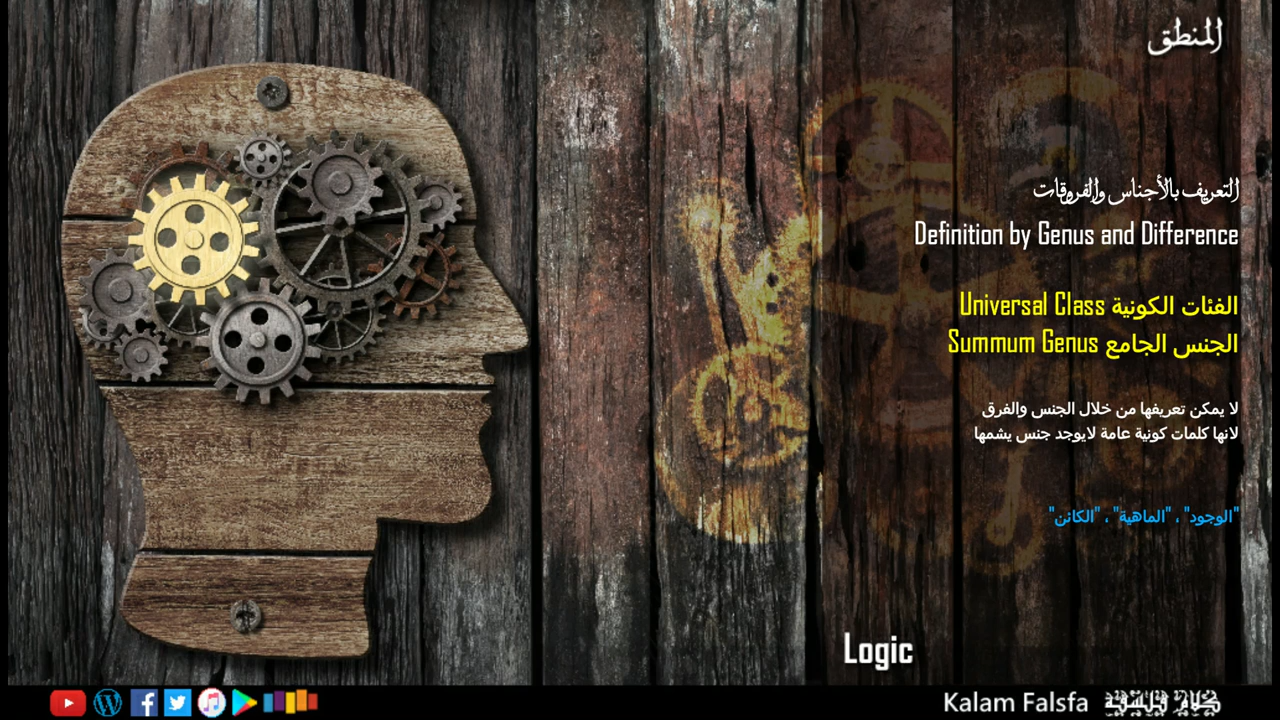 المنطق
التعريف بالأجناس والفروقات
Definition by Genus and Difference
الفئات الكونية Universal Class
الجنس الجامع Summum Genus
لا يمكن تعريفها من خلال الجنس والفرق
لانها كلمات كونية عامة لايوجد جنس يشمها
"الوجود" ، "الماهية" ، "الكائن"
Logic
Kalam Falsfa كلام فلسفة